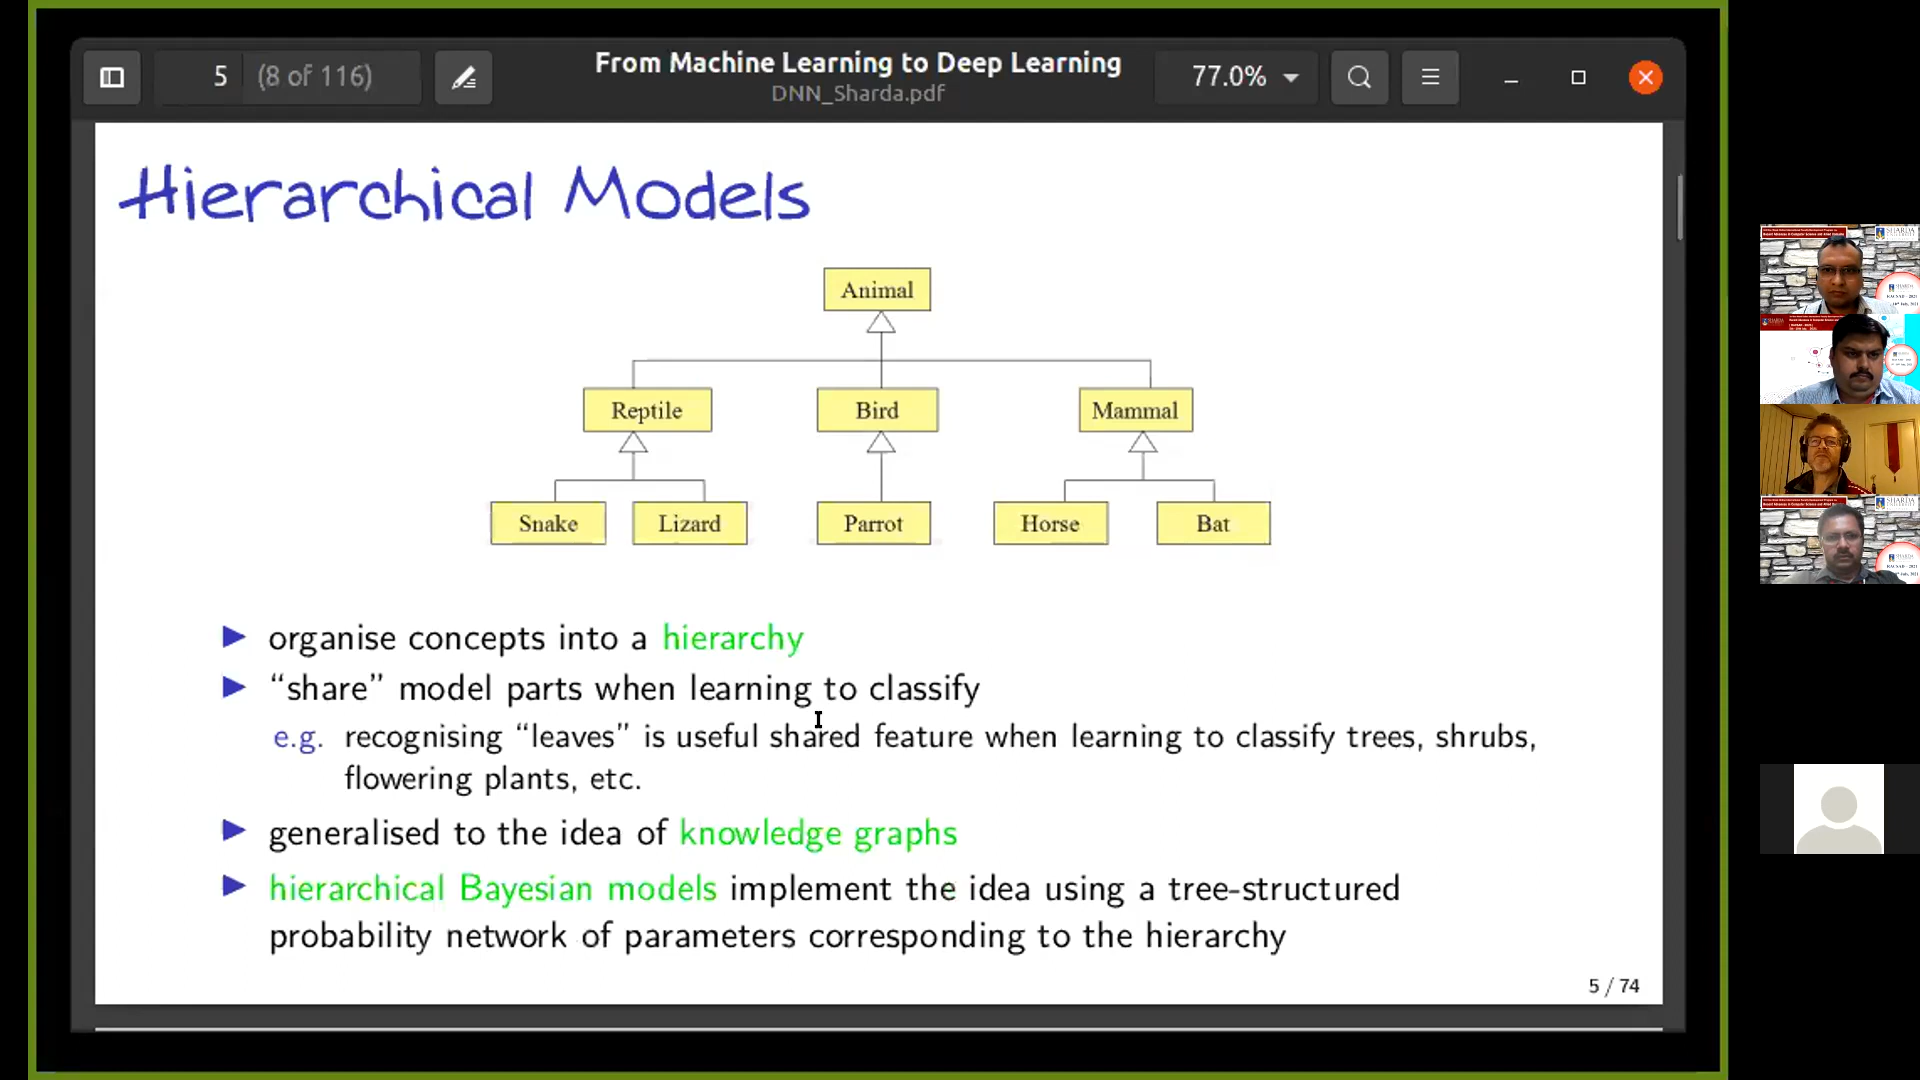 From Machine Learning to Deep Learning
5 (8 of 116)
77.0%
DNN_Sharda.pdf
Hierarchical Models
Animal
Reptile Bird Mammal
Snake Lizard Parrot Horse Bat
organise concepts into a hierarchy
“share” model parts when learning to classify
e.g. recognising “leaves” is useful shared feature when learning to classify trees, shrubs,
flowering plants, etc.
generalised to the idea of knowledge graphs
hierarchical Bayesian models implement the idea using a tree-structured
probability network of parameters corresponding to the hierarchy
5 / 74